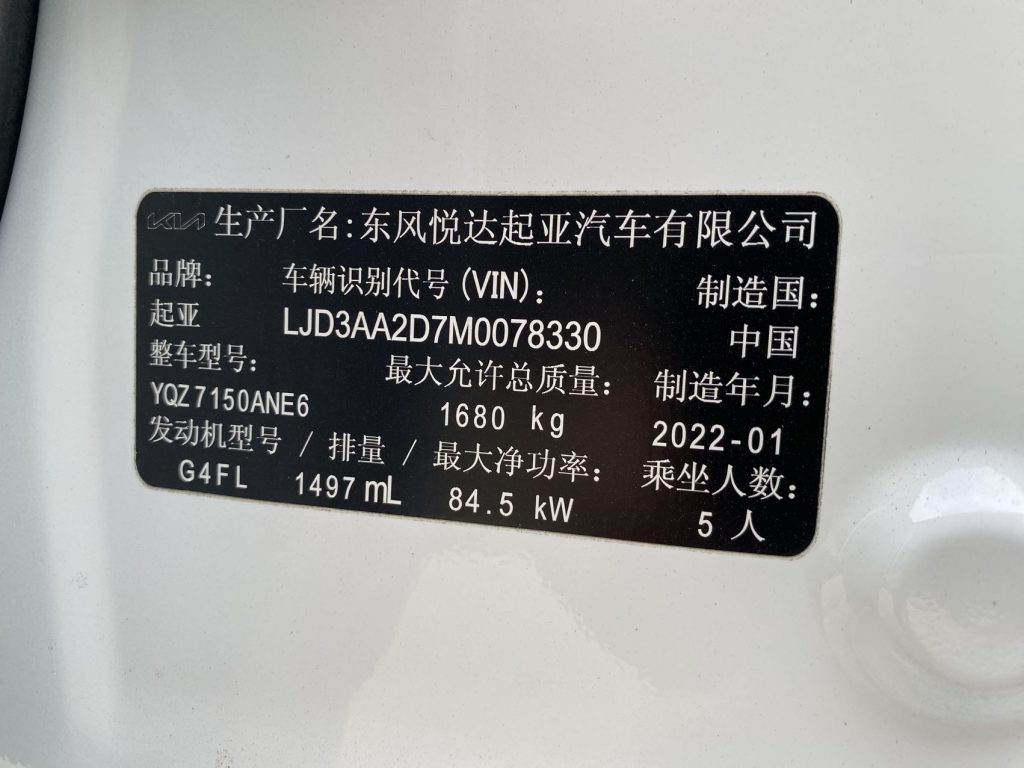 KIA 生产厂名:东风悦达起亚汽车有限公司
品牌: 车辆识别代号(VIN): 制造国:
起亚 LJD3AA2D7M0078330 中国
整车型号: 最大允许总质量: 制造年月:
YQZ7150ANE6 1680 kg 2022-01
发动机型号 / 排量 / 最大净功率: 乘坐人数:
G4FL 1497 mL 84.5 kW 5 人